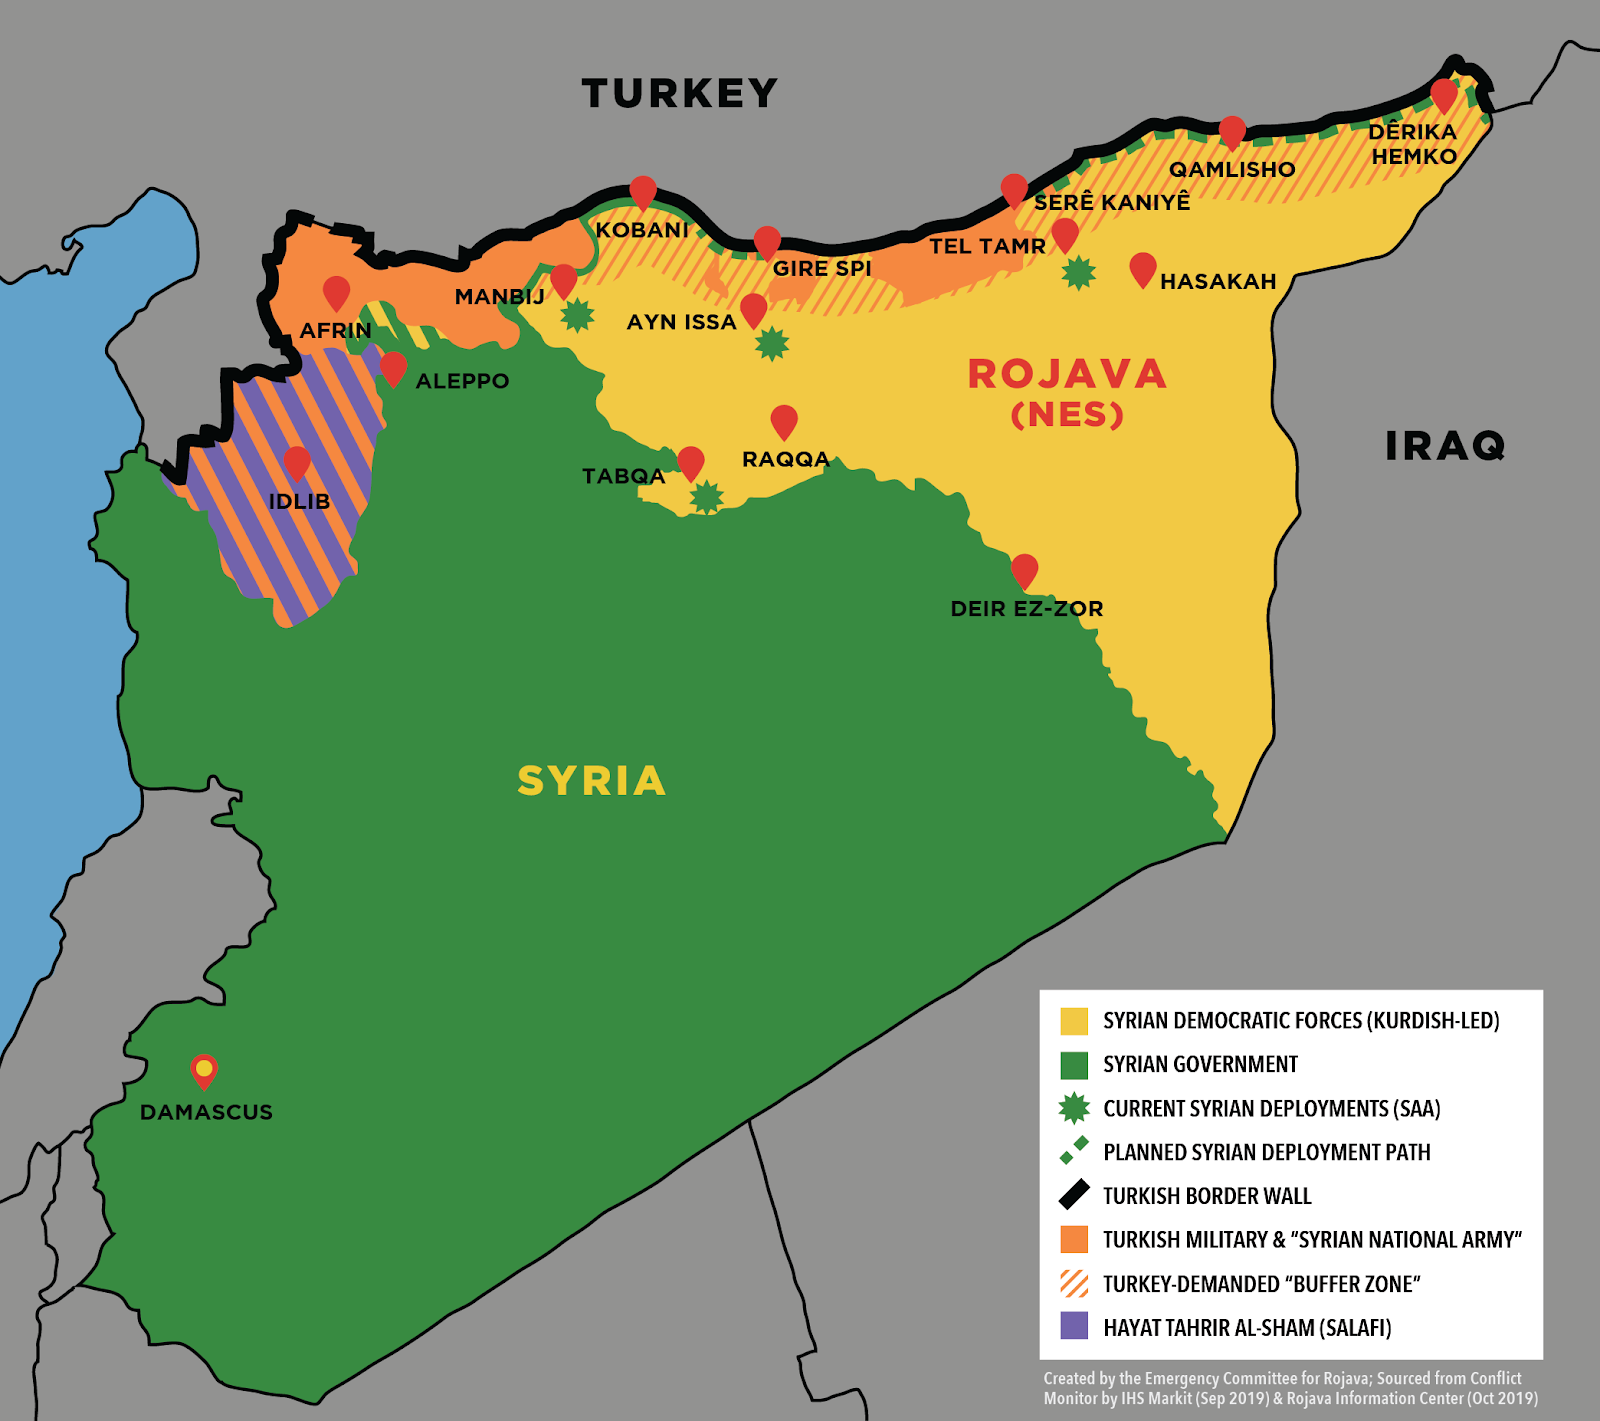 TURKEY
DÊRIKA
HEMKO
QAMLISHO
SERÊ KANIYÊ
KOBANI
TEL TAMR
GIRE SPI
HASAKAH
MANBIJ
AYN ISSA
AFRIN
ROJAVA
(NES)
ALEPPO
IRAQ
RAQQA
TABQA
IDLIB
DEIR EZ-ZOR
SYRIA
DAMASCUS
SYRIAN DEMOCRATIC FORCES (KURDISH-LED)
SYRIAN GOVERNMENT
CURRENT SYRIAN DEPLOYMENTS (SAA)
PLANNED SYRIAN DEPLOYMENT PATH
TURKISH BORDER WALL
TURKISH MILITARY & "SYRIAN NATIONAL ARMY"
TURKEY-DEMANDED "BUFFER ZONE"
HAYAT TAHRIR AL-SHAM (SALAFI)
Created by the Emergency Committee for Rojava; Sourced from Conflict
Monitor by IHS Markit (Sep 2019) & Rojava Information Center (Oct 2019)